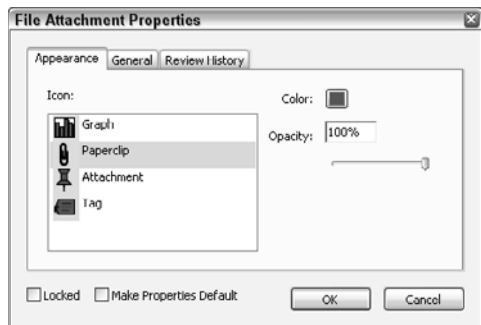 File Attachment Properties
Appearance General Review History
Icon:
Color:
Graph
Opacity: 100%
Paperclip
Attachment
Tag
Locked Make Properties Default OK Cancel